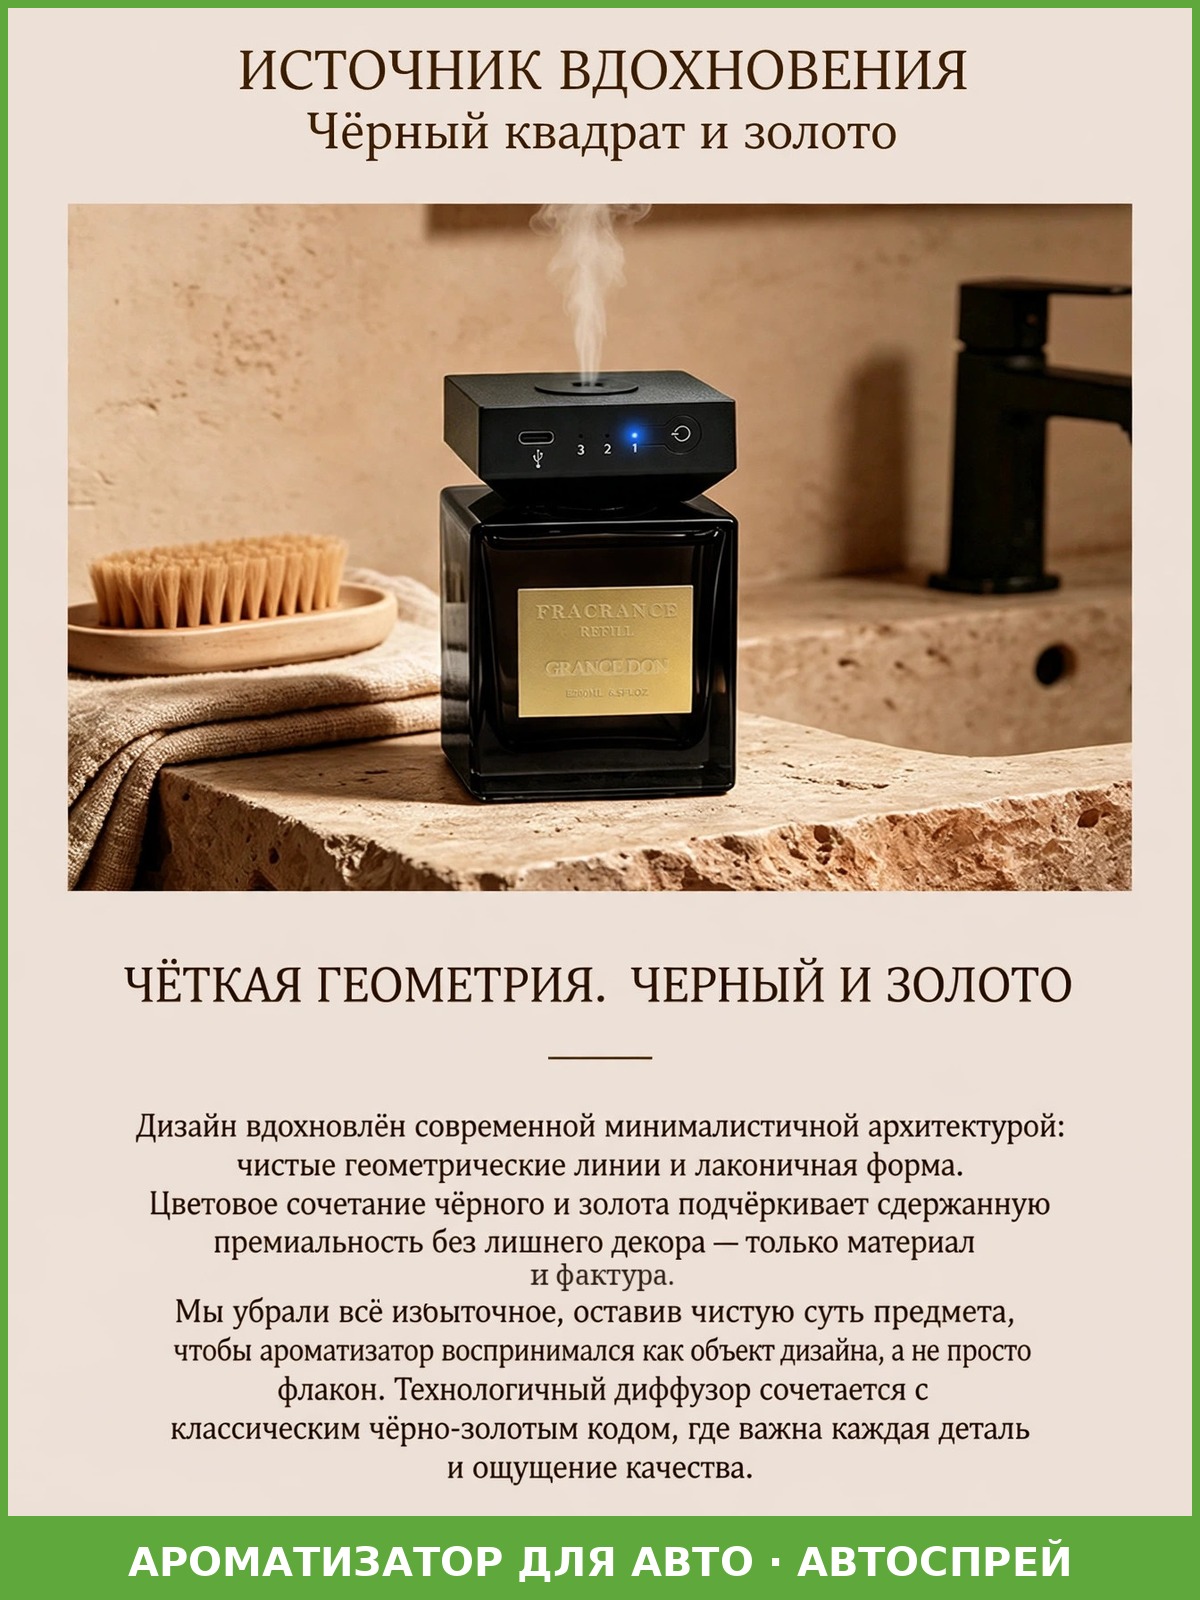 ИСТОЧНИК ВДОХНОВЕНИЯ
Чёрный квадрат и золото
3 2 1
FRAGRANCE
REFILL
GRANCE DON
ЧЁТКАЯ ГЕОМЕТРИЯ. ЧЕРНЫЙ И ЗОЛОТО
Дизайн вдохновлён современной минималистичной архитектурой:
чистые геометрические линии и лаконичная форма.
Цветовое сочетание чёрного и золота подчёркивает сдержанную
премиальность без лишнего декора — только материал
и фактура.
Мы убрали всё избыточное, оставив чистую суть предмета,
чтобы ароматизатор воспринимался как объект дизайна, а не просто
флакон. Технологичный диффузор сочетается с
классическим чёрно-золотым кодом, где важна каждая деталь
и ощущение качества.
АРОМАТИЗАТОР ДЛЯ АВТО · АВТОСПРЕЙ